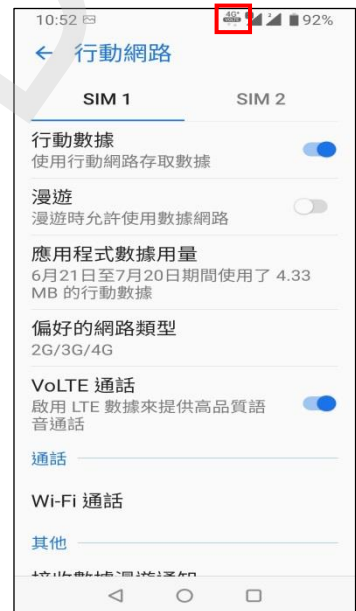 10:52 4G+ VoLTE 92%
行動網路
SIM 1 SIM 2
行動數據
使用行動網路存取數據
漫遊
漫遊時允許使用數據網路
應用程式數據用量
6月21日至7月20日期間使用了 4.33
MB 的行動數據
偏好的網路類型
2G/3G/4G
VoLTE 通話
啟用 LTE 數據來提供高品質語
音通話
通話
Wi-Fi 通話
其他